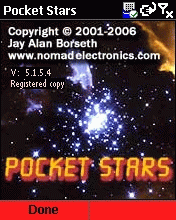 Pocket Stars
Copyright © 2001-2006
Jay Alan Borseth
www.nomadelectronics.com
V: 5.1.5.4
Registered copy
POCKET STARS
Done